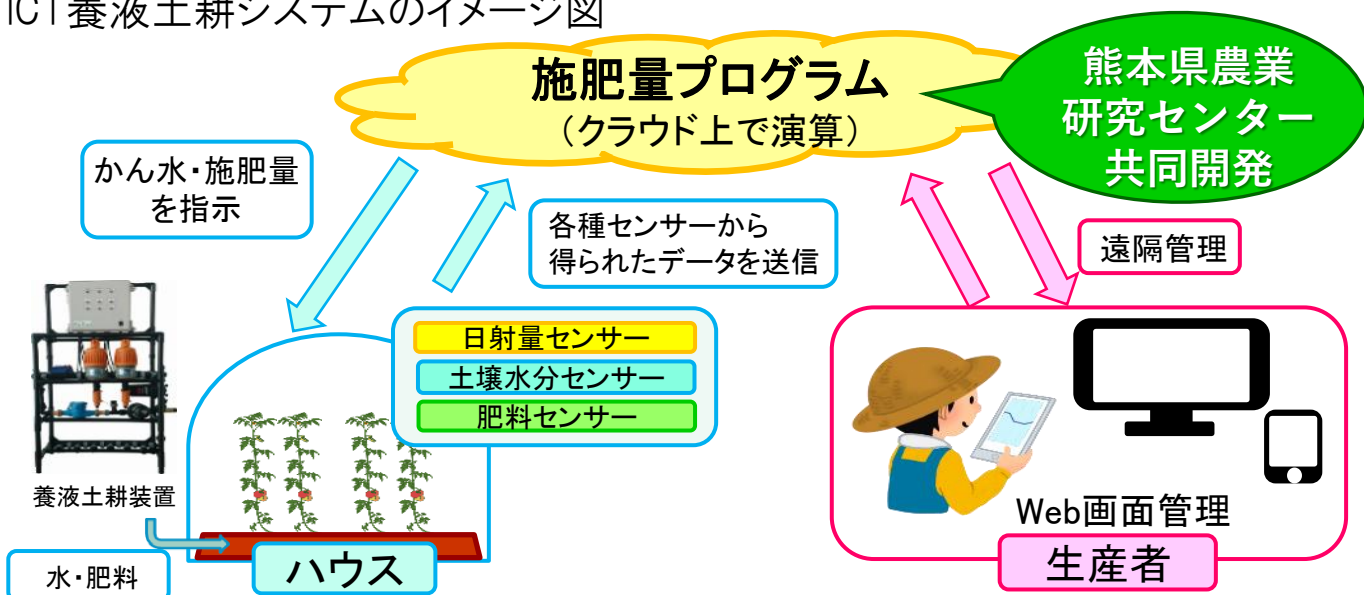 ICT養液土耕システムのイメージ図
施肥量プログラム
（クラウド上で演算）
熊本県農業
研究センター
共同開発
かん水・施肥量
を指示
各種センサーから
得られたデータを送信
遠隔管理
日射量センサー
土壌水分センサー
肥料センサー
養液土耕装置
水・肥料
ハウス
Web画面管理
生産者